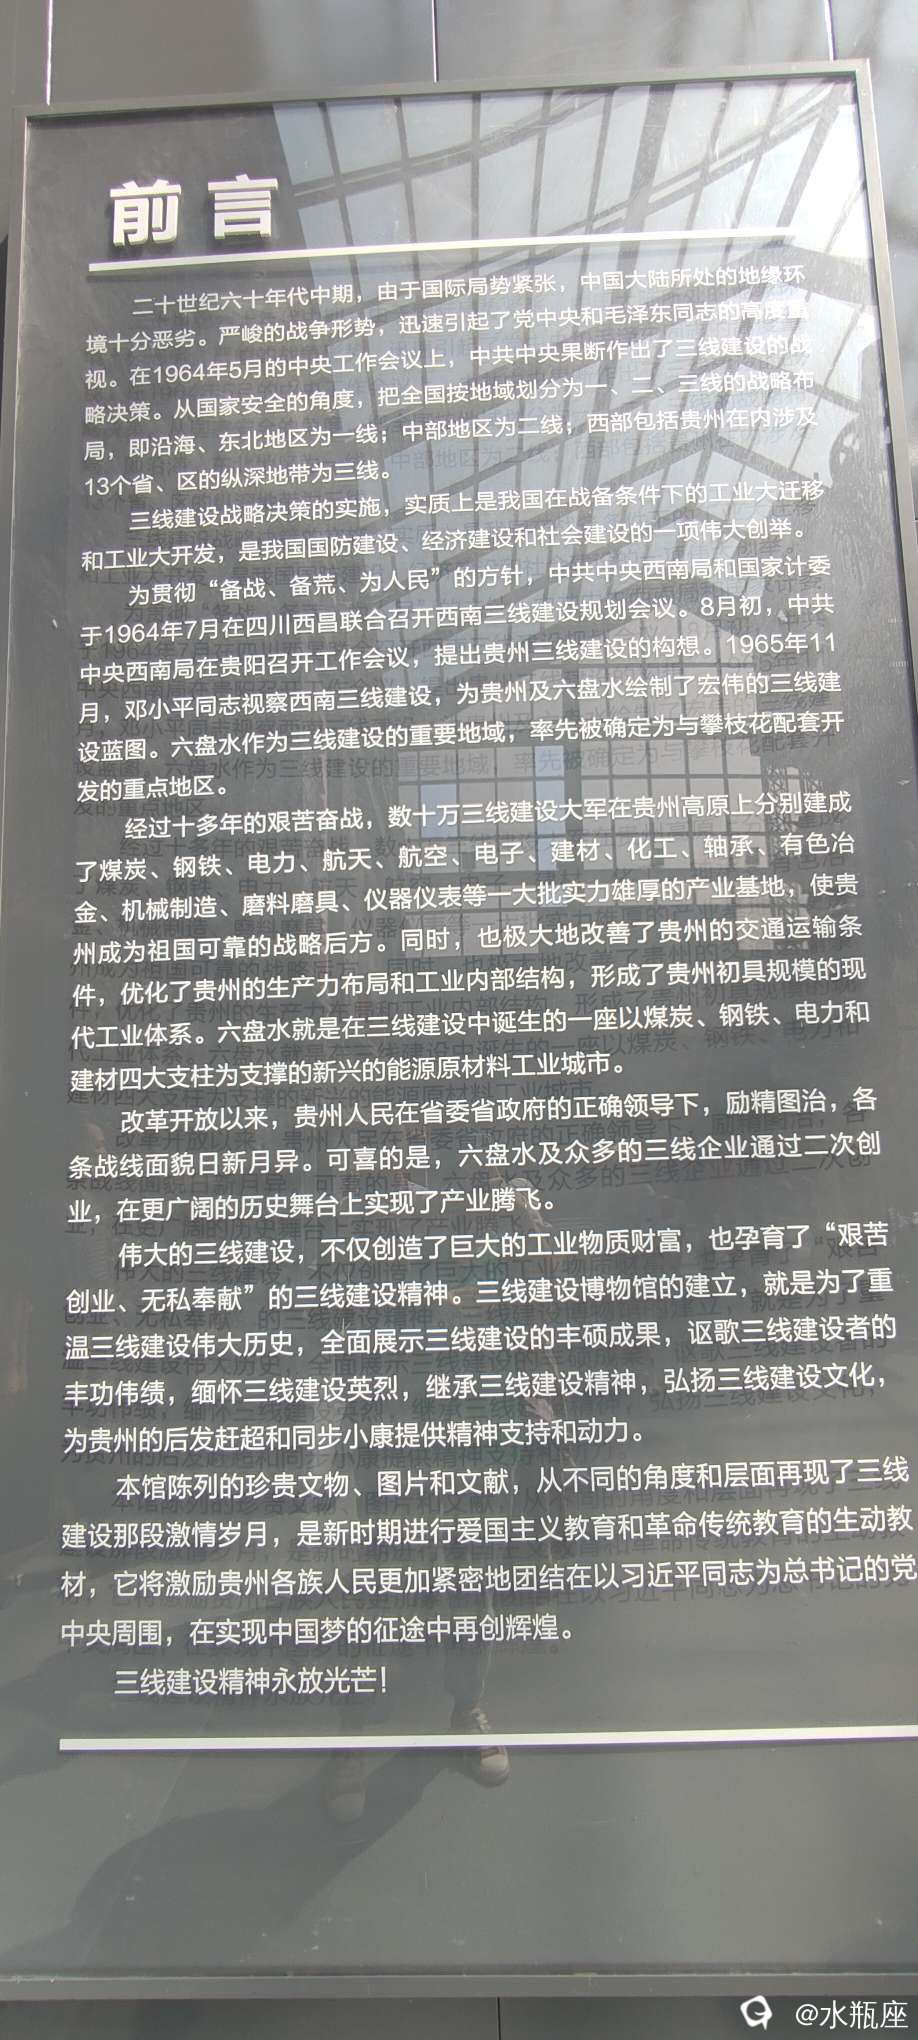 前言
二十世纪六十年代中期，由于国际局势紧张，中国大陆所处的地缘环
境十分恶劣。严峻的战争形势，迅速引起了党中央和毛泽东同志的高度重
视。在1964年5月的中央工作会议上，中共中央果断作出了三线建设的战
略决策。从国家安全的角度，把全国按地域划分为一、二、三线的战略布
局，即沿海、东北地区为一线；中部地区为二线；西部包括贵州在内涉及
13个省、区的纵深地带为三线。
三线建设战略决策的实施，实质上是我国在战备条件下的工业大迁移
和工业大开发，是我国国防建设、经济建设和社会建设的一项伟大创举。
为贯彻“备战、备荒、为人民”的方针，中共中央西南局和国家计委
于1964年7月在四川西昌联合召开西南三线建设规划会议。8月初，中共
中央西南局在贵阳召开工作会议，提出贵州三线建设的构想。1965年11
月，邓小平同志视察西南三线建设，为贵州及六盘水绘制了宏伟的三线建
设蓝图。六盘水作为三线建设的重要地域，率先被确定为与攀枝花配套开
发的重点地区。
经过十多年的艰苦奋战，数十万三线建设大军在贵州高原上分别建成
了煤炭、钢铁、电力、航天、航空、电子、建材、化工、轴承、有色冶
金、机械制造、磨料磨具、仪器仪表等一大批实力雄厚的产业基地，使贵
州成为祖国可靠的战略后方。同时，也极大地改善了贵州的交通运输条
件，优化了贵州的生产力布局和工业内部结构，形成了贵州初具规模的现
代工业体系。六盘水就是在三线建设中诞生的一座以煤炭、钢铁、电力和
建材四大支柱为支撑的新兴的能源原材料工业城市。
改革开放以来，贵州人民在省委省政府的正确领导下，励精图治，各
条战线面貌日新月异。可喜的是，六盘水及众多的三线企业通过二次创
业，在更广阔的历史舞台上实现了产业腾飞。
伟大的三线建设，不仅创造了巨大的工业物质财富，也孕育了“艰苦
创业、无私奉献”的三线建设精神。三线建设博物馆的建立，就是为了重
温三线建设伟大历史，全面展示三线建设的丰硕成果，讴歌三线建设者的
丰功伟绩，缅怀三线建设英烈，继承三线建设精神，弘扬三线建设文化，
为贵州的后发赶超和同步小康提供精神支持和动力。
本馆陈列的珍贵文物、图片和文献，从不同的角度和层面再现了三线
建设那段激情岁月，是新时期进行爱国主义教育和革命传统教育的生动教
材，它将激励贵州各族人民更加紧密地团结在以习近平同志为总书记的党
中央周围，在实现中国梦的征途中再创辉煌。
三线建设精神永放光芒！
@水瓶座